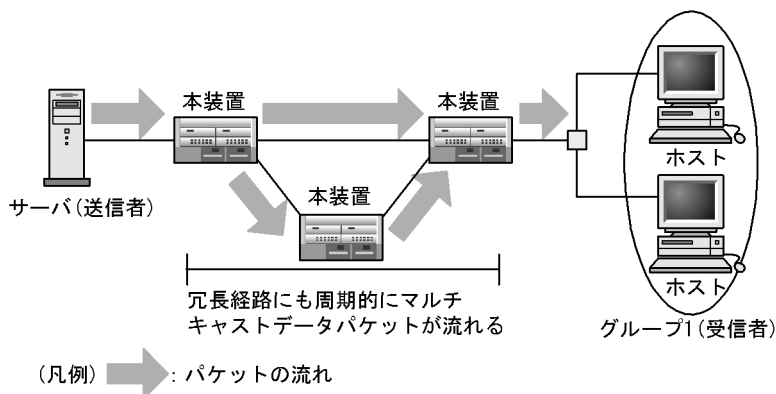 本装置
本装置
ホスト
サーバ(送信者)
本装置
ホスト
冗長経路にも周期的にマルチ
キャストデータパケットが流れる
グループ1(受信者)
(凡例) : パケットの流れ